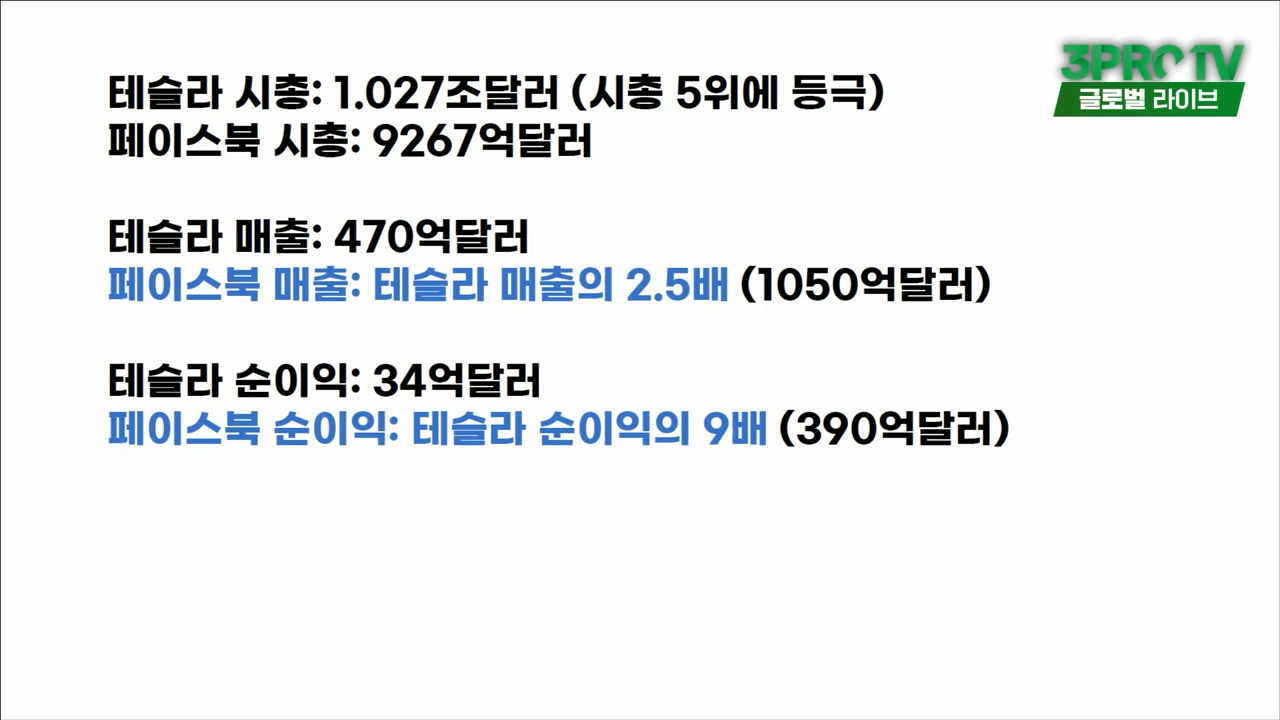 3PRO TV
글로벌 라이브
테슬라 시총: 1.027조달러 (시총 5위에 등극)
페이스북 시총: 9267억달러
테슬라 매출: 470억달러
페이스북 매출: 테슬라 매출의 2.5배 (1050억달러)
테슬라 순이익: 34억달러
페이스북 순이익: 테슬라 순이익의 9배 (390억달러)